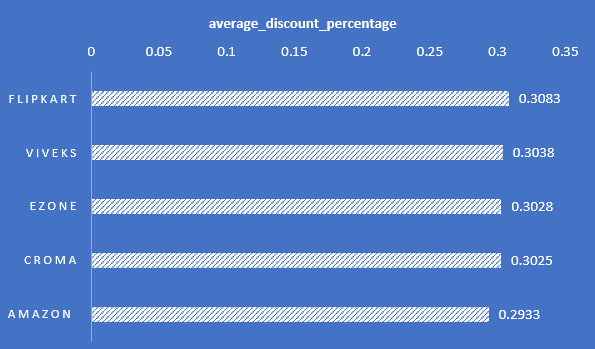 average_discount_percentage
0 0.05 0.1 0.15 0.2 0.25 0.3 0.35
FLIPKART 0.3083
VIVEKS 0.3038
EZONE 0.3028
CROMA 0.3025
AMAZON 0.2933